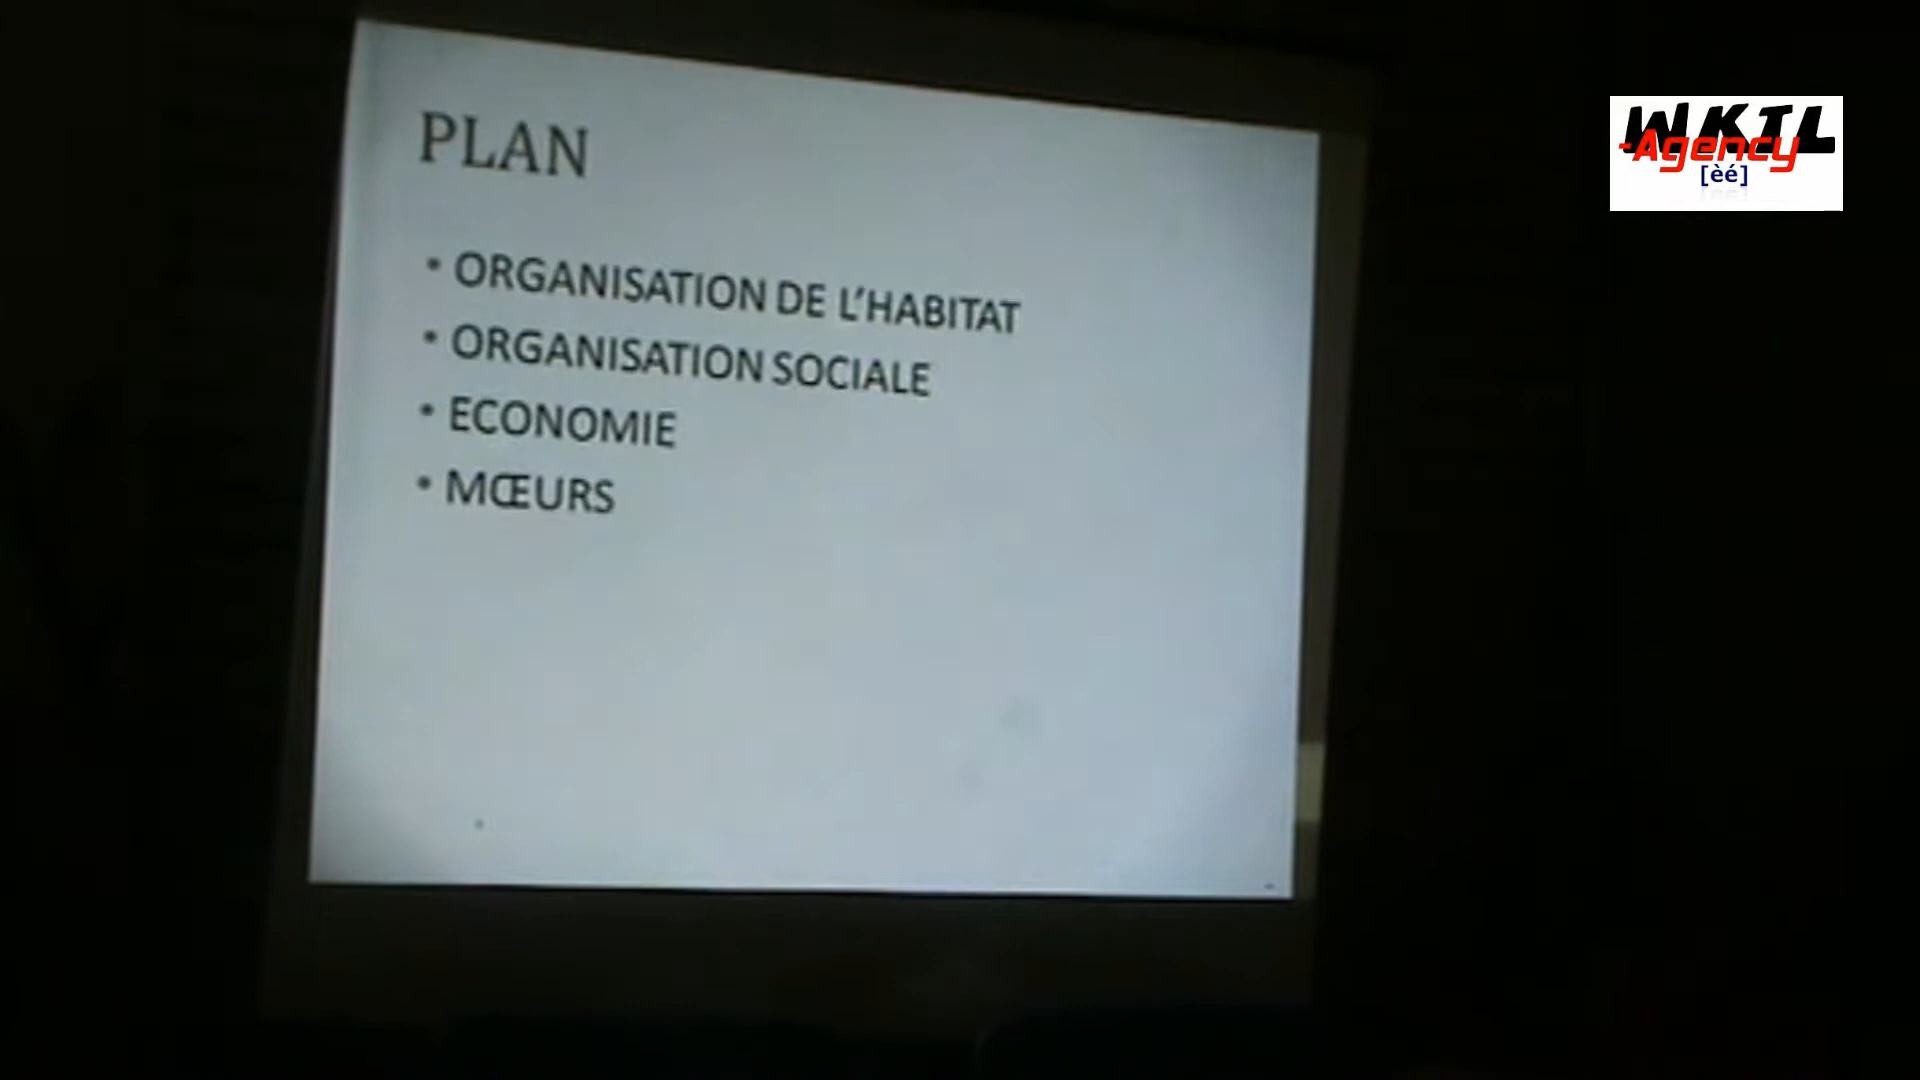 PLAN
• ORGANISATION DE L'HABITAT
• ORGANISATION SOCIALE
• ECONOMIE
• MŒURS
WKTL
-Agency
[èé]